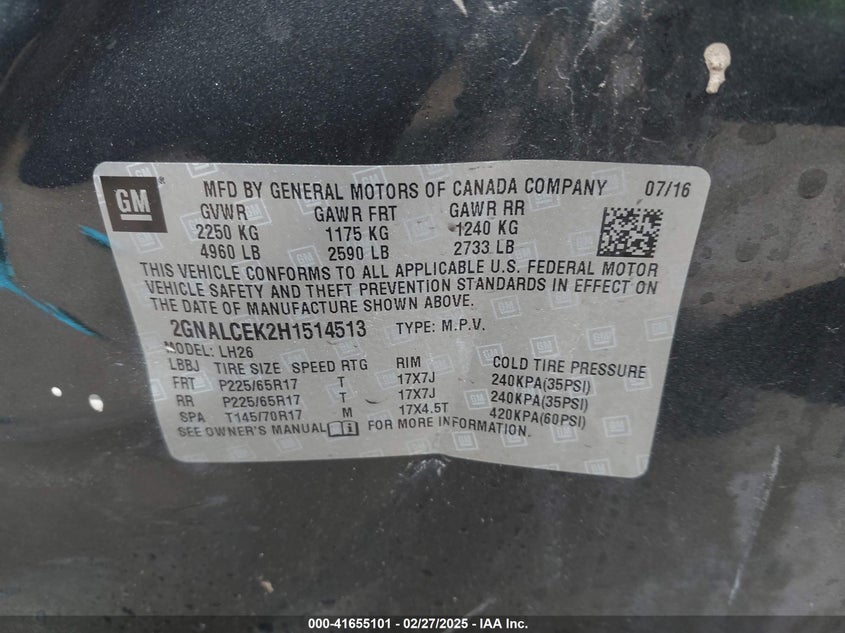 GM
MFD BY GENERAL MOTORS OF CANADA COMPANY 07/16
GVWR GAWR FRT GAWR RR
2250 KG 1175 KG 1240 KG
4960 LB 2590 LB 2733 LB
THIS VEHICLE CONFORMS TO ALL APPLICABLE U.S. FEDERAL MOTOR
VEHICLE SAFETY AND THEFT PREVENTION STANDARDS IN EFFECT ON
THE DATE OF MANUFACTURE SHOWN ABOVE.
2GNALCEK2H1514513 TYPE: M.P.V.
MODEL: LH26
LBBJ TIRE SIZE SPEED RTG RIM COLD TIRE PRESSURE
FRT P225/65R17 T 17X7J 240KPA(35PSI)
RR P225/65R17 T 17X7J 240KPA(35PSI)
SPA T145/70R17 M 17X4.5T 420KPA(60PSI)
SEE OWNER'S MANUAL FOR MORE INFORMATION.
000-41655101 - 02/27/2025 - IAA Inc.